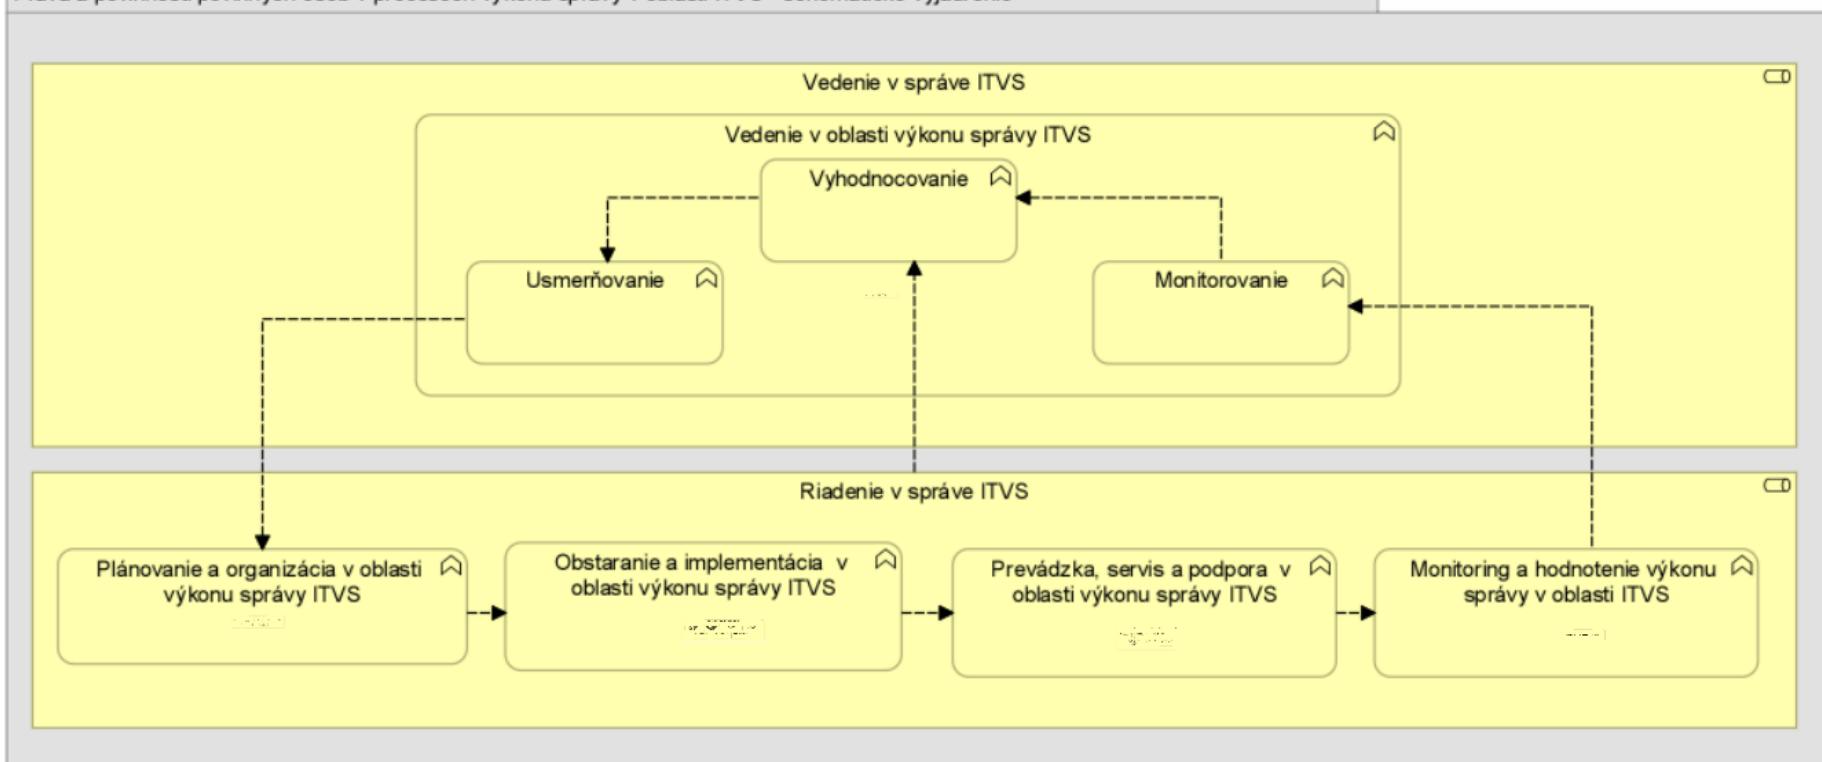 Vedenie v správe ITVS
Vedenie v oblasti výkonu správy ITVS
Vyhodnocovanie
Usmerňovanie
Monitorovanie
Riadenie v správe ITVS
Plánovanie a organizácia v oblasti
výkonu správy ITVS
Obstaranie a implementácia v
oblasti výkonu správy ITVS
Prevádzka, servis a podpora v
oblasti výkonu správy ITVS
Monitoring a hodnotenie výkonu
správy v oblasti ITVS